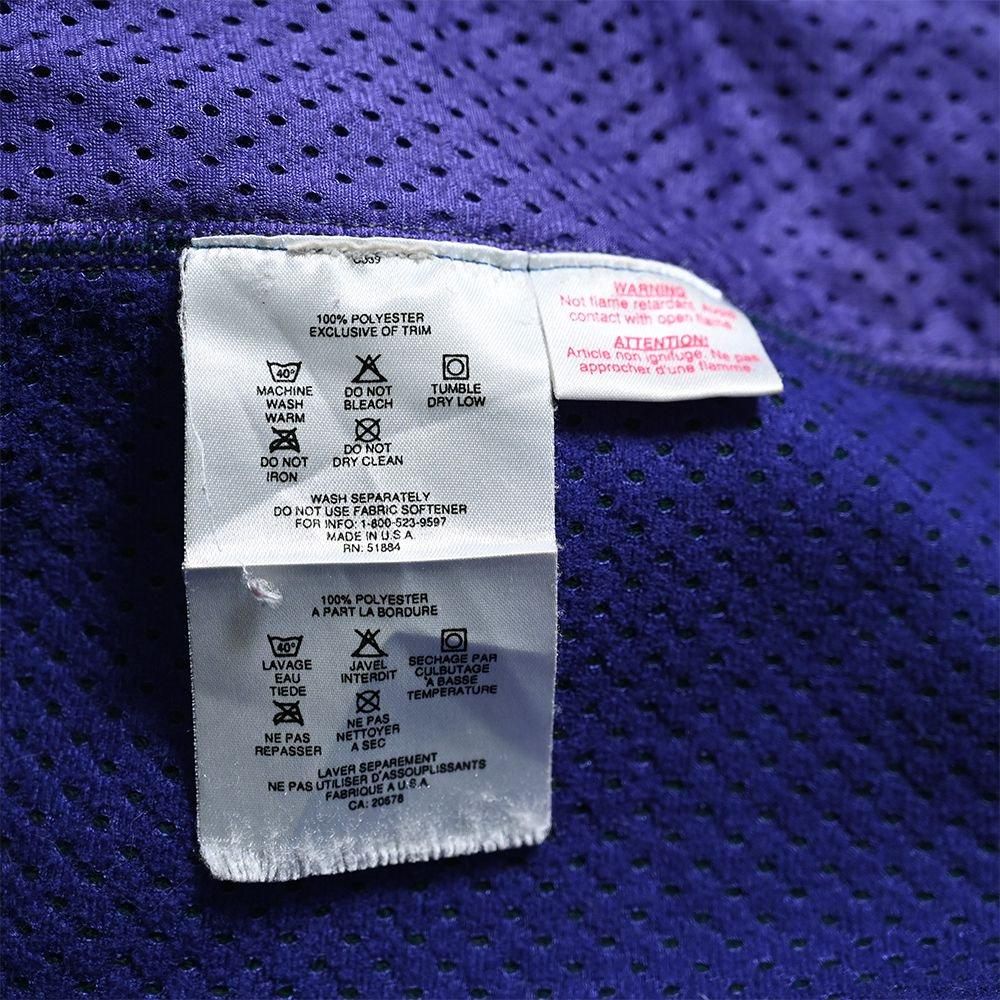 100% POLYESTER
EXCLUSIVE OF TRIM
40°
MACHINE
WASH
WARM
DO NOT
BLEACH
TUMBLE
DRY LOW
DO NOT
IRON
DO NOT
DRY CLEAN
WASH SEPARATELY
DO NOT USE FABRIC SOFTENER
FOR INFO: 1-800-523-9597
MADE IN U.S.A.
RN: 51884
100% POLYESTER
A PART LA BORDURE
40°
LAVAGE
EAU
TIEDE
JAVEL
INTERDIT
SECHAGE PAR
CULBUTAGE
A BASSE
TEMPERATURE
NE PAS
REPASSER
NE PAS
NETTOYER
A SEC
LAVER SEPAREMENT
NE PAS UTILISER D'ASSOUPLISSANTS
FABRIQUE A U.S.A.
CA: 20678
WARNING
Not flame retardant. Avoid
contact with open flame
ATTENTION:
Article non ignifuge. Ne pas
approcher d'une flamme.